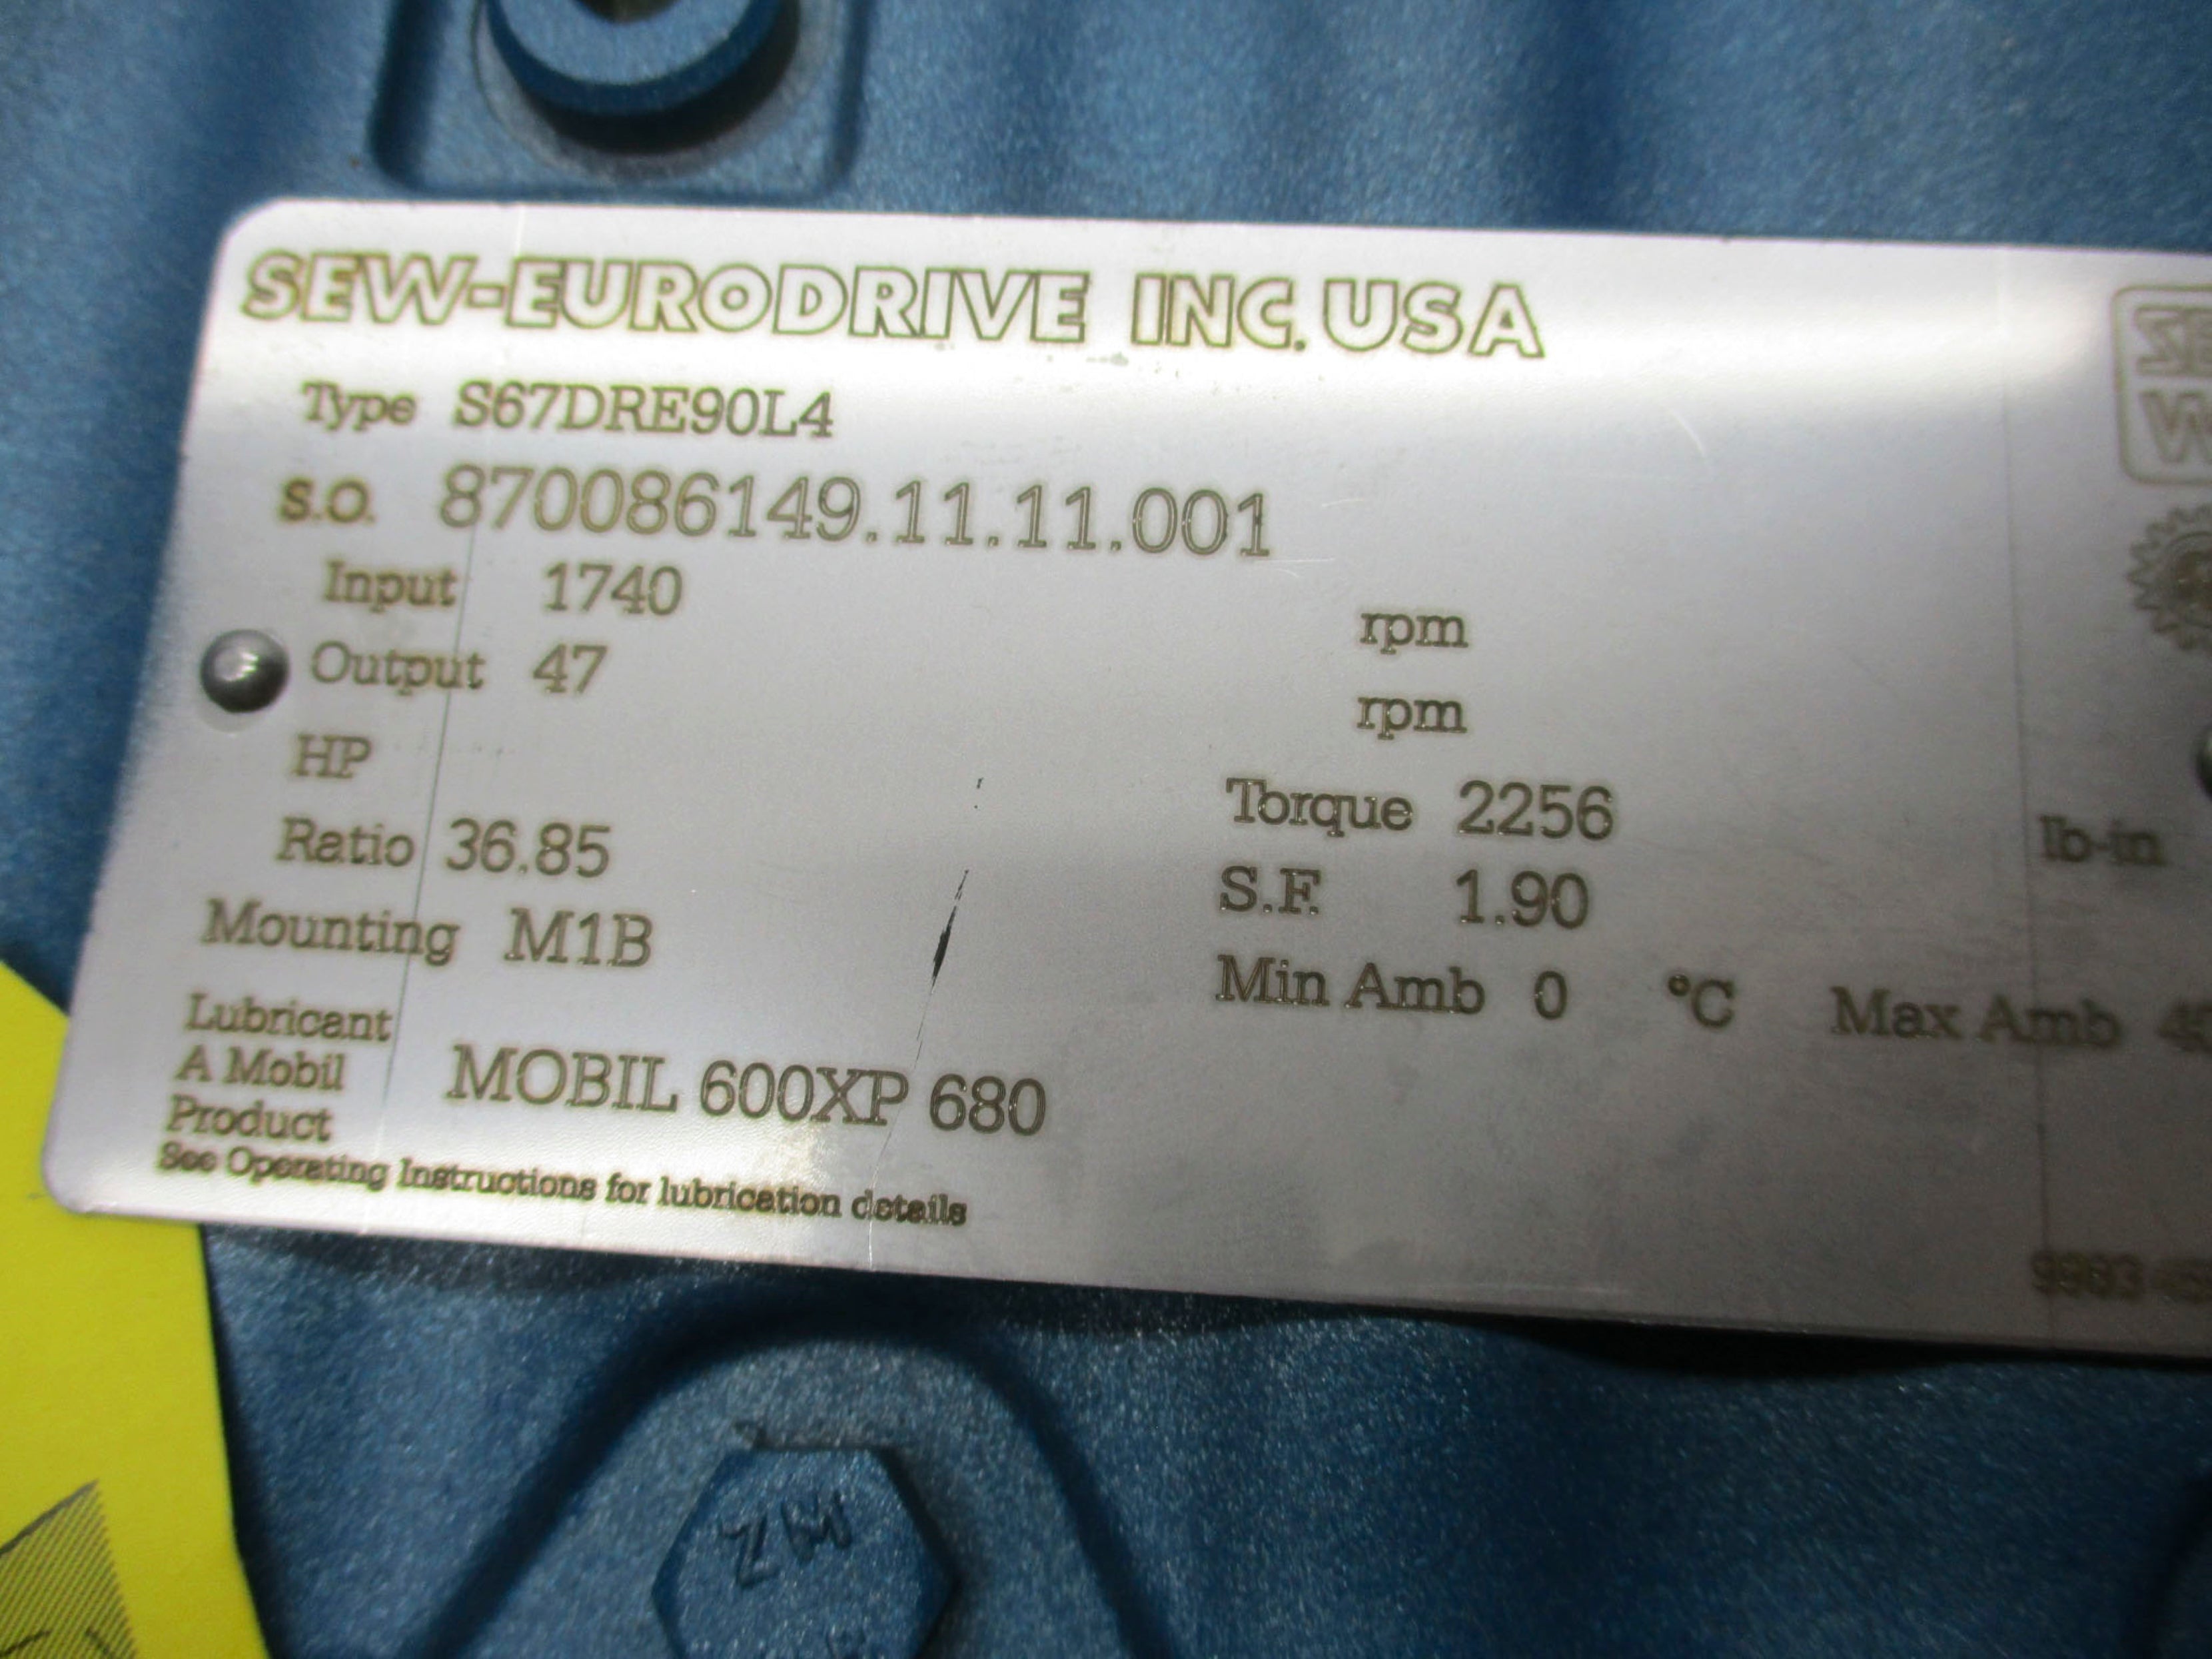 SEW-EURODRIVE INC. USA
Type S67DRE90L4
S.O. 870086149.11.11.001
Input 1740 rpm
Output 47 rpm
HP Torque 2256 lb-in
Ratio 36.85 S.F. 1.90
Mounting M1B Min Amb 0 °C Max Amb
Lubricant
A Mobil
Product
MOBIL 600XP 680
See Operating Instructions for lubrication details